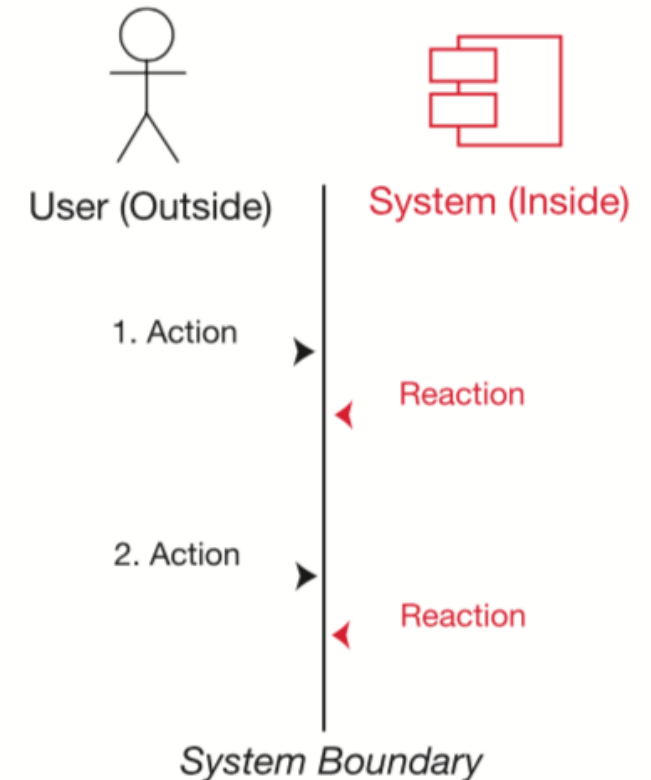 User (Outside)
System (Inside)
1. Action
Reaction
2. Action
Reaction
System Boundary